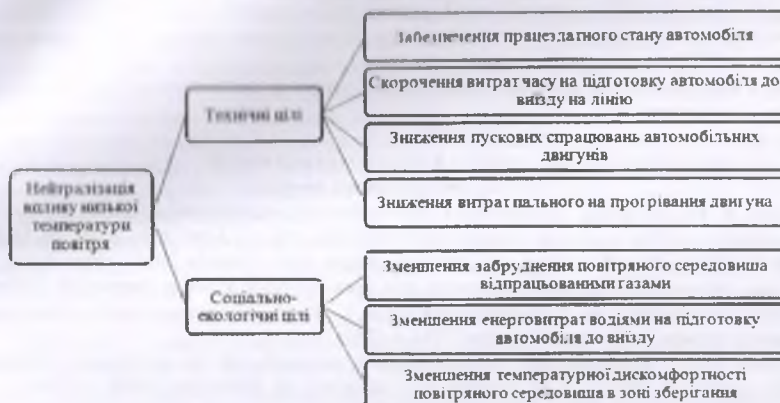 Забезпечення працездатного стану автомобіля
Скорочення витрат часу на підготовку автомобіля до
виїзду на лінію
Технічні цілі
Зниження пускових спрацювань автомобільних
двигунів
Зниження витрат пального на прогрівання двигуна
Нейтралізація
впливу низької
температури
повітря
Зменшення забруднення повітряного середовища
відпрацьованими газами
Соціально-
екологічні цілі
Зменшення енерговитрат водіями на підготовку
автомобіля до виїзду
Зменшення температурної дискомфортності
повітряного середовища в зоні зберігання